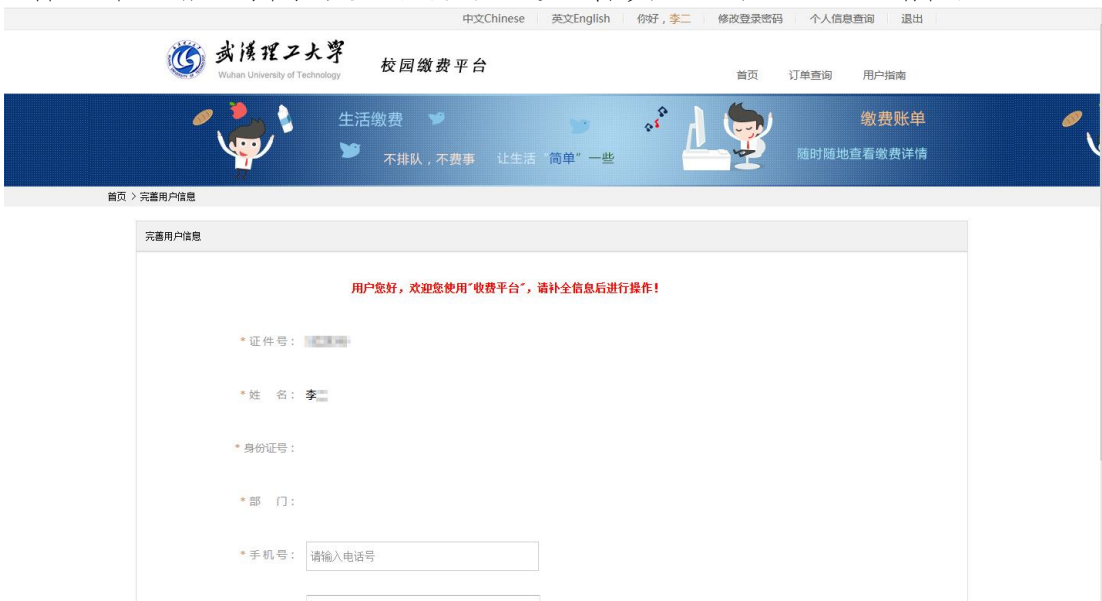 中文Chinese 英文English 你好，李二 修改登录密码 个人信息查询 退出
武汉理工大学
Wuhan University of Technology
校园缴费平台
首页 订单查询 用户指南
生活缴费
不排队，不费事 让生活“简单”一些
缴费账单
随时随地查看缴费详情
首页 > 完善用户信息
完善用户信息
用户您好，欢迎您使用"收费平台"，请补全信息后进行操作！
* 证件号：
* 姓 名： 李
* 身份证号：
* 部 门：
* 手机号： 请输入电话号